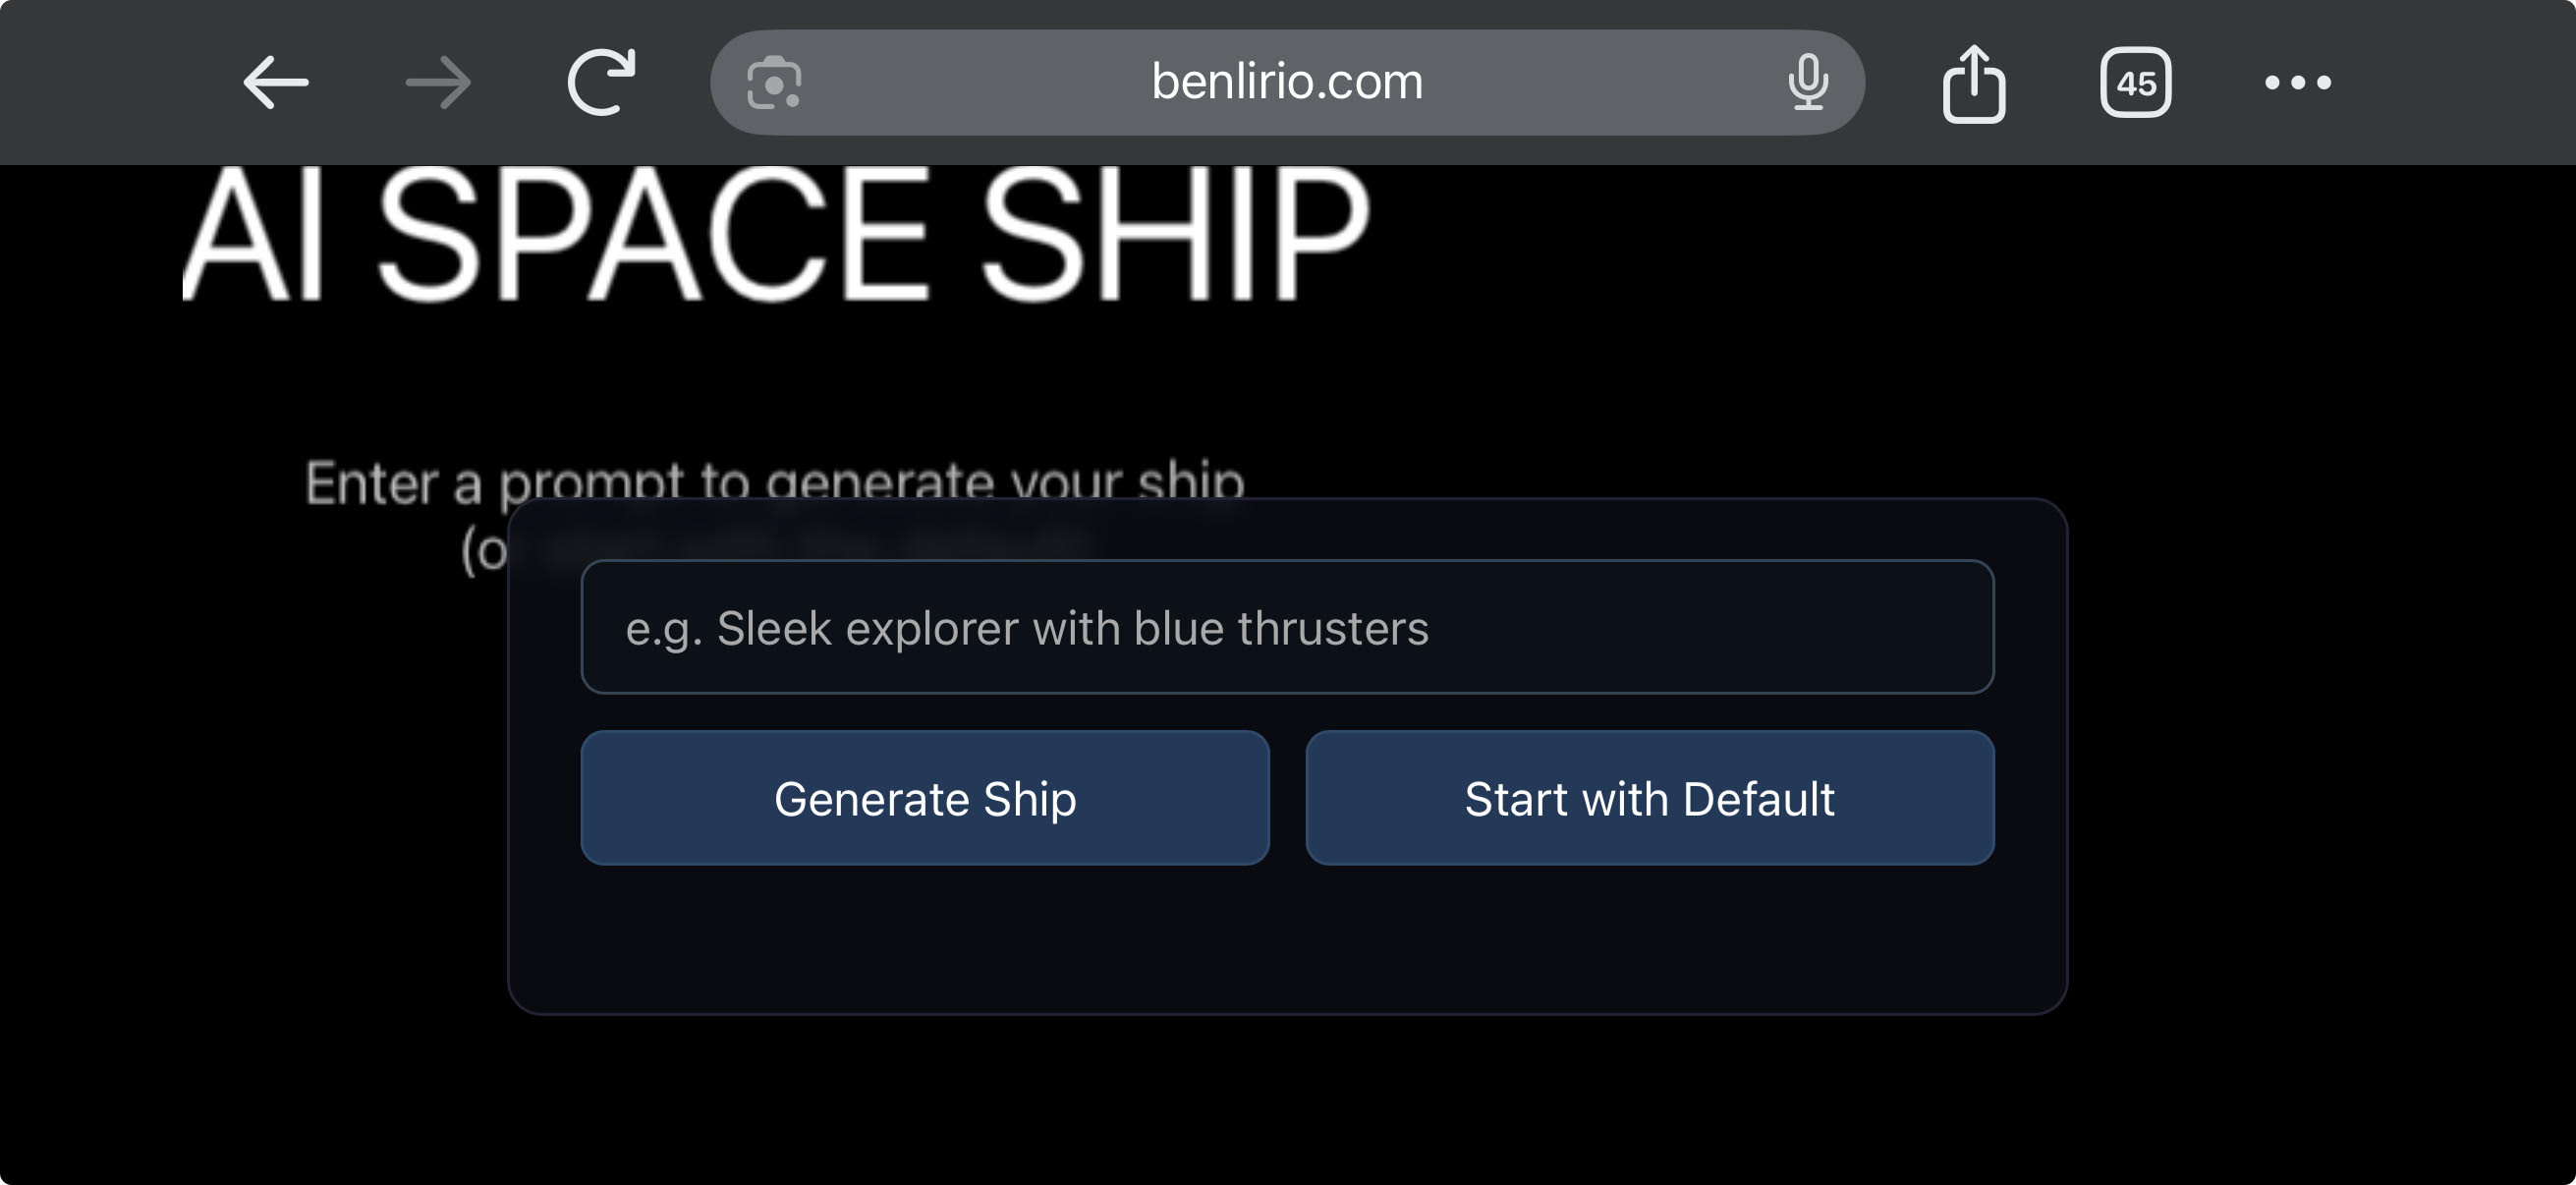 benlirio.com
45
AI SPACE SHIP
Enter a prompt to generate your ship
(o
e.g. Sleek explorer with blue thrusters
Generate Ship
Start with Default